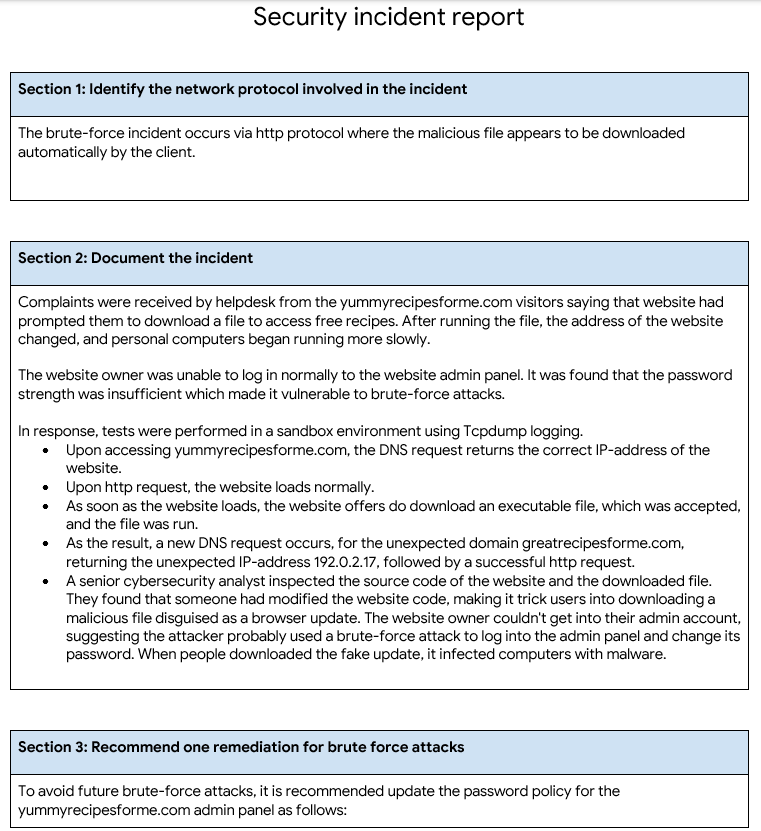 Security incident report
Section 1: Identify the network protocol involved in the incident
The brute-force incident occurs via http protocol where the malicious file appears to be downloaded
automatically by the client.
Section 2: Document the incident
Complaints were received by helpdesk from the yummyrecipesforme.com visitors saying that website had
prompted them to download a file to access free recipes. After running the file, the address of the website
changed, and personal computers began running more slowly.
The website owner was unable to log in normally to the website admin panel. It was found that the password
strength was insufficient which made it vulnerable to brute-force attacks.
In response, tests were performed in a sandbox environment using Tcpdump logging.
• Upon accessing yummyrecipesforme.com, the DNS request returns the correct IP-address of the
website.
• Upon http request, the website loads normally.
• As soon as the website loads, the website offers do download an executable file, which was accepted,
and the file was run.
• As the result, a new DNS request occurs, for the unexpected domain greatrecipesforme.com,
returning the unexpected IP-address 192.0.2.17, followed by a successful http request.
• A senior cybersecurity analyst inspected the source code of the website and the downloaded file.
They found that someone had modified the website code, making it trick users into downloading a
malicious file disguised as a browser update. The website owner couldn't get into their admin account,
suggesting the attacker probably used a brute-force attack to log into the admin panel and change its
password. When people downloaded the fake update, it infected computers with malware.
Section 3: Recommend one remediation for brute force attacks
To avoid future brute-force attacks, it is recommended update the password policy for the
yummyrecipesforme.com admin panel as follows: